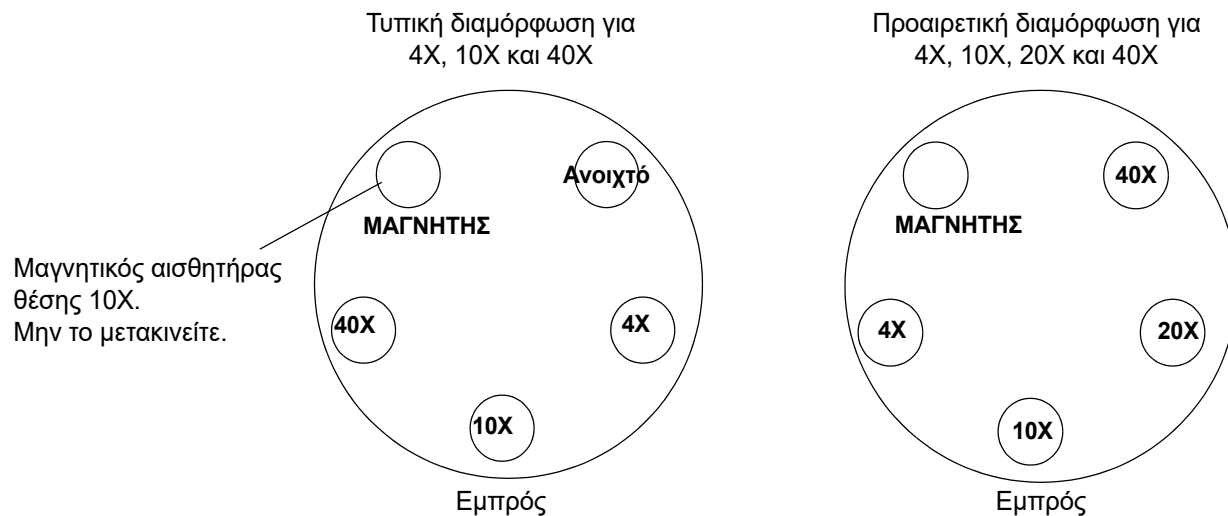 Τυπική διαμόρφωση για
4X, 10X και 40X
Προαιρετική διαμόρφωση για
4X, 10X, 20X και 40X
Ανοιχτό
ΜΑΓΝΗΤΗΣ
Μαγνητικός αισθητήρας
θέσης 10X.
Μην το μετακινείτε.
40X
4X
10X
Εμπρός
40X
ΜΑΓΝΗΤΗΣ
4X
20X
10X
Εμπρός